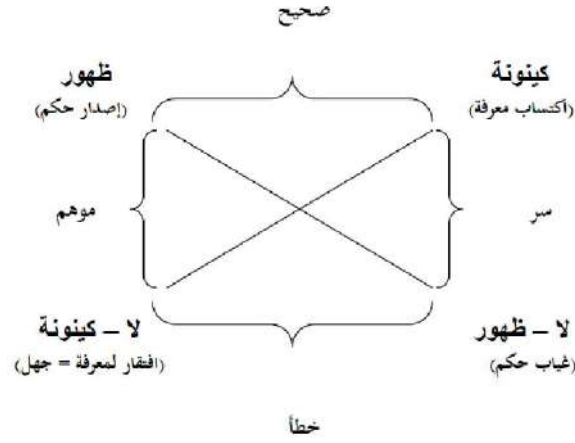 صحيح
كينونة
(اكتساب معرفة)
ظهور
(إصدار حكم)
سر
موهم
لا – ظهور
(غياب حكم)
لا – كينونة
(افتقار لمعرفة = جهل)
خطأ